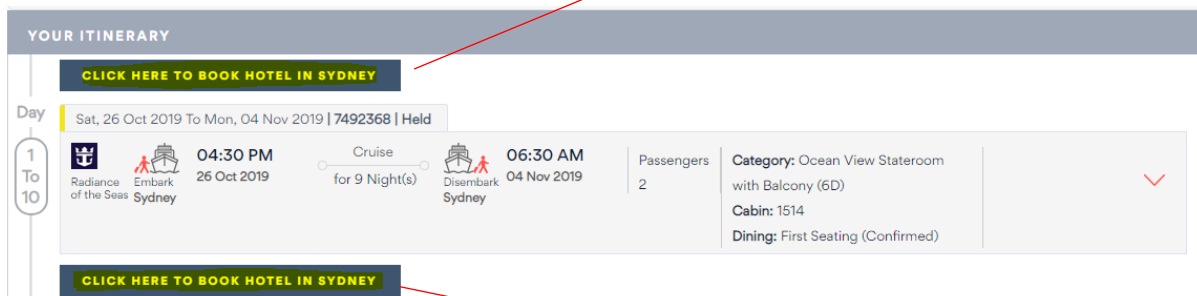 YOUR ITINERARY
CLICK HERE TO BOOK HOTEL IN SYDNEY
Day
1
To
10
Sat, 26 Oct 2019 To Mon, 04 Nov 2019 | 7492368 | Held
Radiance
of the Seas
Embark
Sydney
04:30 PM
26 Oct 2019
Cruise
for 9 Night(s)
Disembark
Sydney
06:30 AM
04 Nov 2019
Passengers
2
Category: Ocean View Stateroom
with Balcony (6D)
Cabin: 1514
Dining: First Seating (Confirmed)
CLICK HERE TO BOOK HOTEL IN SYDNEY